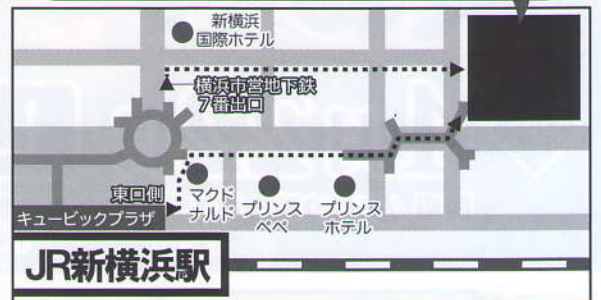 新横浜
国際ホテル
横浜市営地下鉄
7番出口
東口側
キュービックプラザ
マクド
ナルド
プリンス
ペペ
プリンス
ホテル
JR新横浜駅